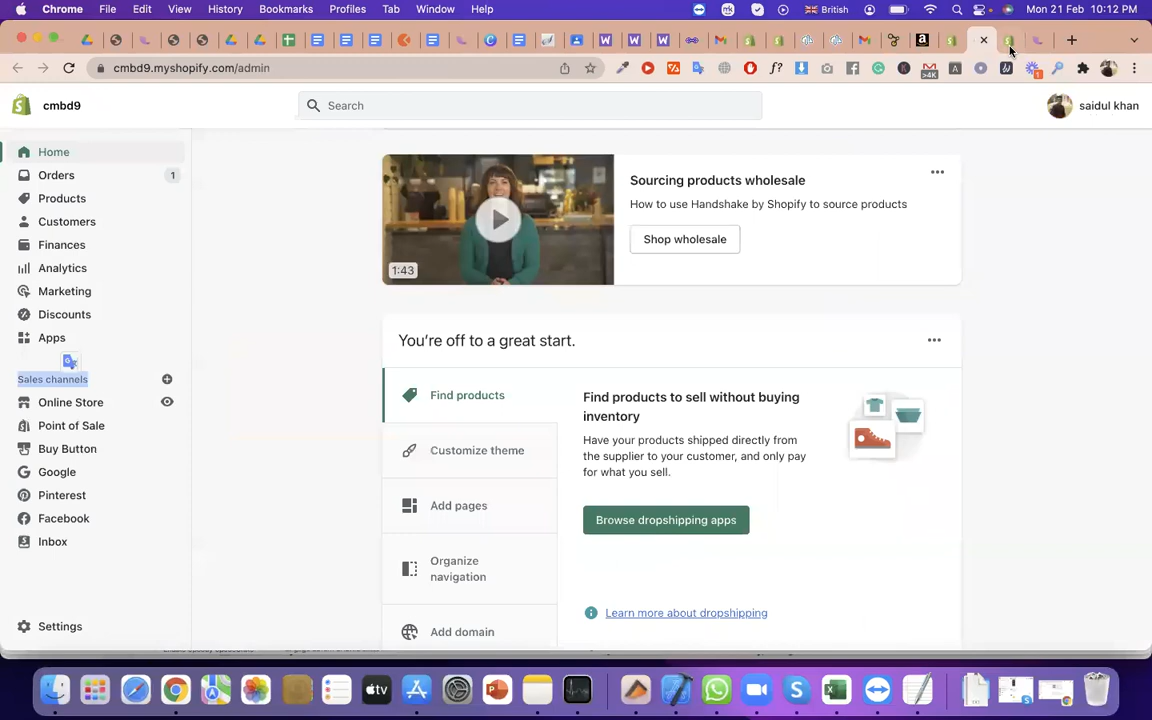 Chrome File Edit View History Bookmarks Profiles Tab Window Help British Mon 21 Feb 10:12 PM
cmbd9.myshopify.com/admin f? >4K A K 1
cmbd9 Search saidul khan
Home
Orders 1
Products
Customers
Finances
Analytics
Marketing
Discounts
Apps
Sales channels
Online Store
Point of Sale
Buy Button
Google
Pinterest
Facebook
Inbox
Settings
1:43
Sourcing products wholesale
How to use Handshake by Shopify to source products
Shop wholesale
You're off to a great start.
Find products
Customize theme
Add pages
Organize
navigation
Add domain
Find products to sell without buying
inventory
Have your products shipped directly from
the supplier to your customer, and only pay
for what you sell.
Browse dropshipping apps
Learn more about dropshipping